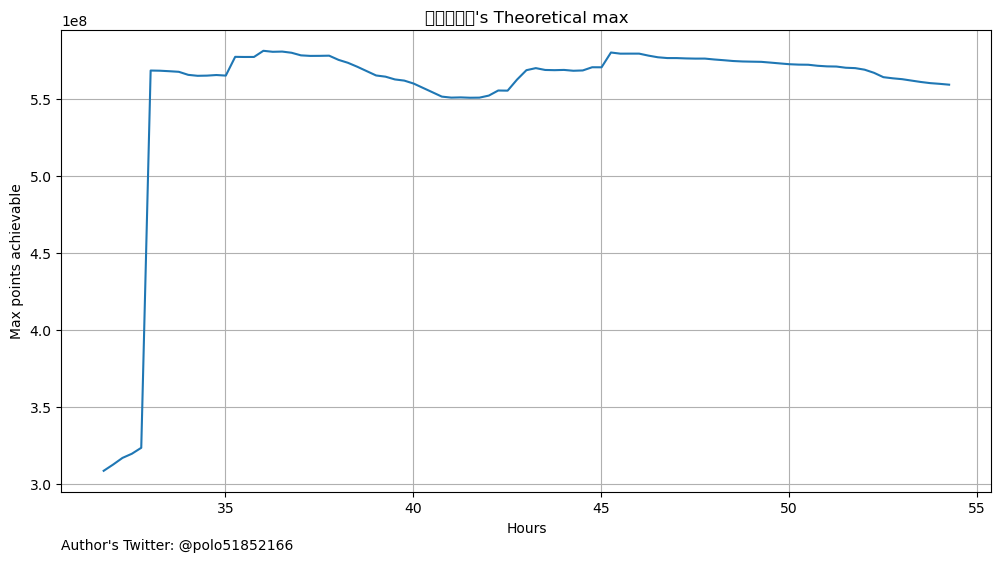 's Theoretical max
1e8
Max points achievable
5.5
5.0
4.5
4.0
3.5
3.0
35
40
45
50
55
Hours
Author's Twitter: @polo51852166